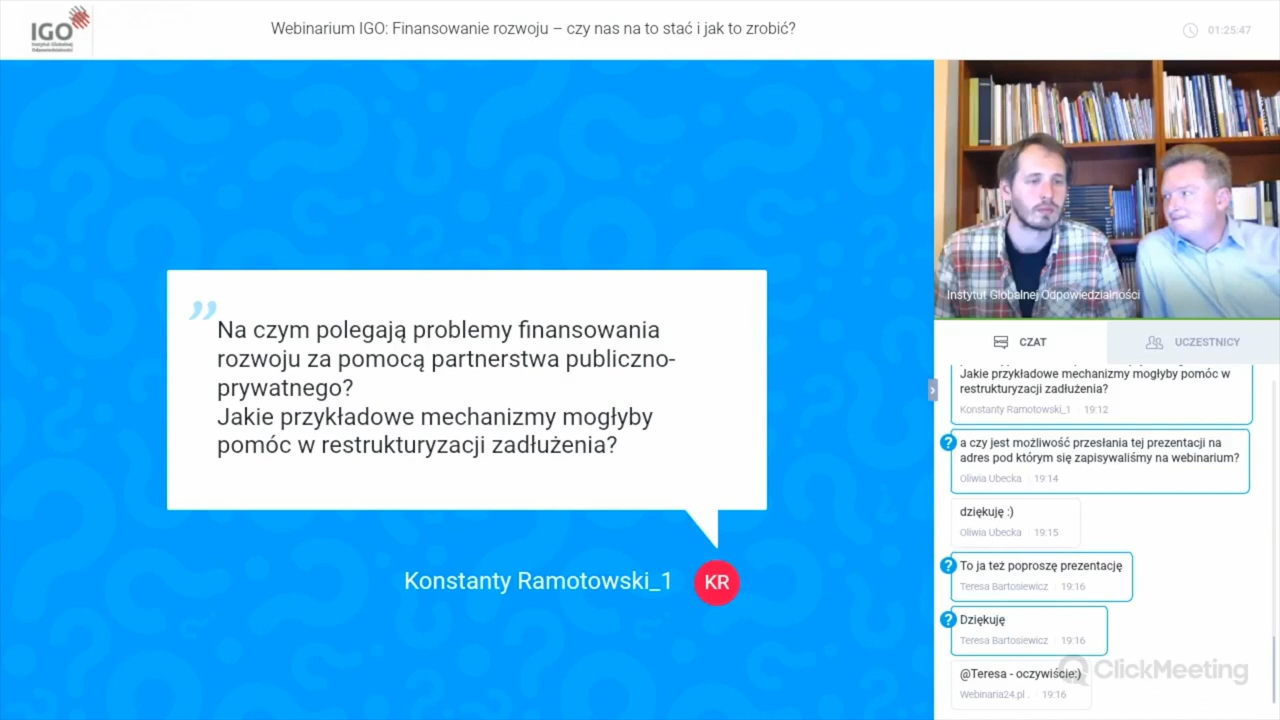 IGO
Instytut Globalnej
Odpowiedzialności
Webinarium IGO: Finansowanie rozwoju – czy nas na to stać i jak to zrobić?
01:25:47
Na czym polegają problemy finansowania
rozwoju za pomocą partnerstwa publiczno-
prywatnego?
Jakie przykładowe mechanizmy mogłyby
pomóc w restrukturyzacji zadłużenia?
Konstanty Ramotowski_1
KR
Instytut Globalnej Odpowiedzialności
CZAT
UCZESTNICY
Jakie przykładowe mechanizmy mogłyby pomóc w
restrukturyzacji zadłużenia?
Konstanty Ramotowski_1 19:12
? a czy jest możliwość przesłania tej prezentacji na
adres pod którym się zapisywaliśmy na webinarium?
Oliwia Ubecka 19:14
dziękuję :)
Oliwia Ubecka 19:15
? To ja też poproszę prezentację
Teresa Bartosiewicz 19:16
? Dziękuję
Teresa Bartosiewicz 19:16
@Teresa - oczywiście:)
Webinaria24.pl . 19:16
ClickMeeting